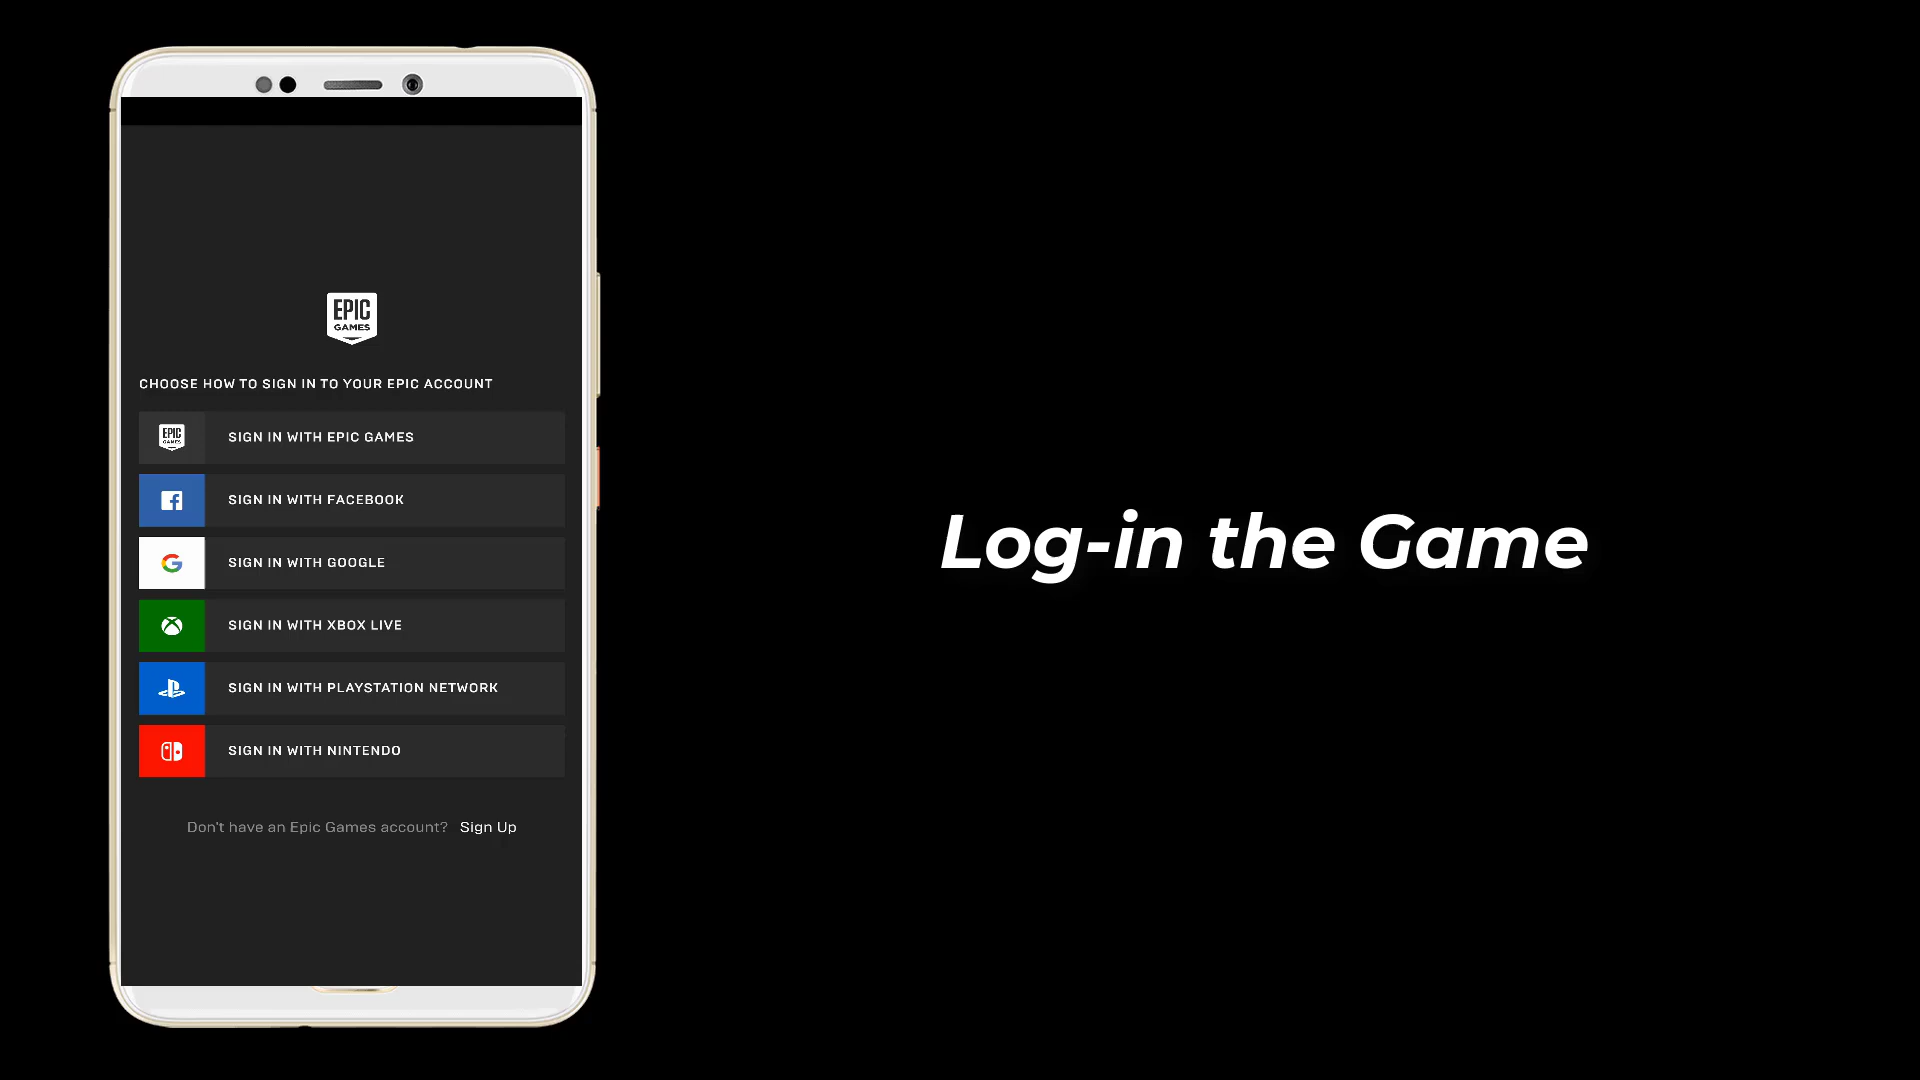 EPIC
GAMES
CHOOSE HOW TO SIGN IN TO YOUR EPIC ACCOUNT
EPIC
GAMES
SIGN IN WITH EPIC GAMES
SIGN IN WITH FACEBOOK
SIGN IN WITH GOOGLE
SIGN IN WITH XBOX LIVE
SIGN IN WITH PLAYSTATION NETWORK
SIGN IN WITH NINTENDO
Don't have an Epic Games account? Sign Up
Log-in the Game